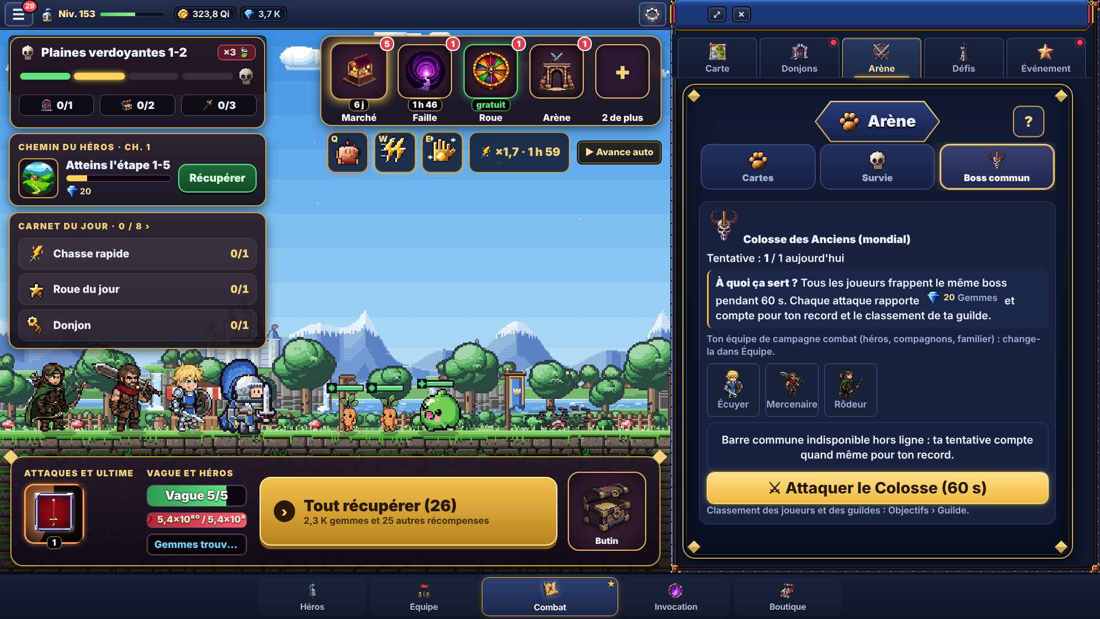 28
Niv. 153
323,8 Qi
3,7 K
Plaines verdoyantes 1-2
×3
0/1
0/2
0/3
CHEMIN DU HÉROS · CH. 1
Atteins l'étape 1-5
20
Récupérer
CARNET DU JOUR · 0 / 8 ›
Chasse rapide
0/1
Roue du jour
0/1
Donjon
0/1
5
1
1
1
6 j
1 h 46
gratuit
Marché
Faille
Roue
Arène
2 de plus
Q
W
E
×1,7 · 1 h 59
Avance auto
ATTAQUES ET ULTIME
1
VAGUE ET HÉROS
Vague 5/5
Gemmes trouv...
Tout récupérer (26)
2,3 K gemmes et 25 autres récompenses
Butin
Héros
Équipe
Combat
Invocation
Boutique
Carte
Donjons
Arène
Défis
Événement
Arène
?
Cartes
Survie
Boss commun
Colosse des Anciens (mondial)
Tentative : 1 / 1 aujourd'hui
À quoi ça sert ? Tous les joueurs frappent le même boss
pendant 60 s. Chaque attaque rapporte 20 Gemmes et
compte pour ton record et le classement de ta guilde.
Ton équipe de campagne combat (héros, compagnons, familier) : change-
la dans Équipe.
Écuyer
Mercenaire
Rôdeur
Barre commune indisponible hors ligne : ta tentative compte
quand même pour ton record.
Attaquer le Colosse (60 s)
Classement des joueurs et des guildes : Objectifs › Guilde.